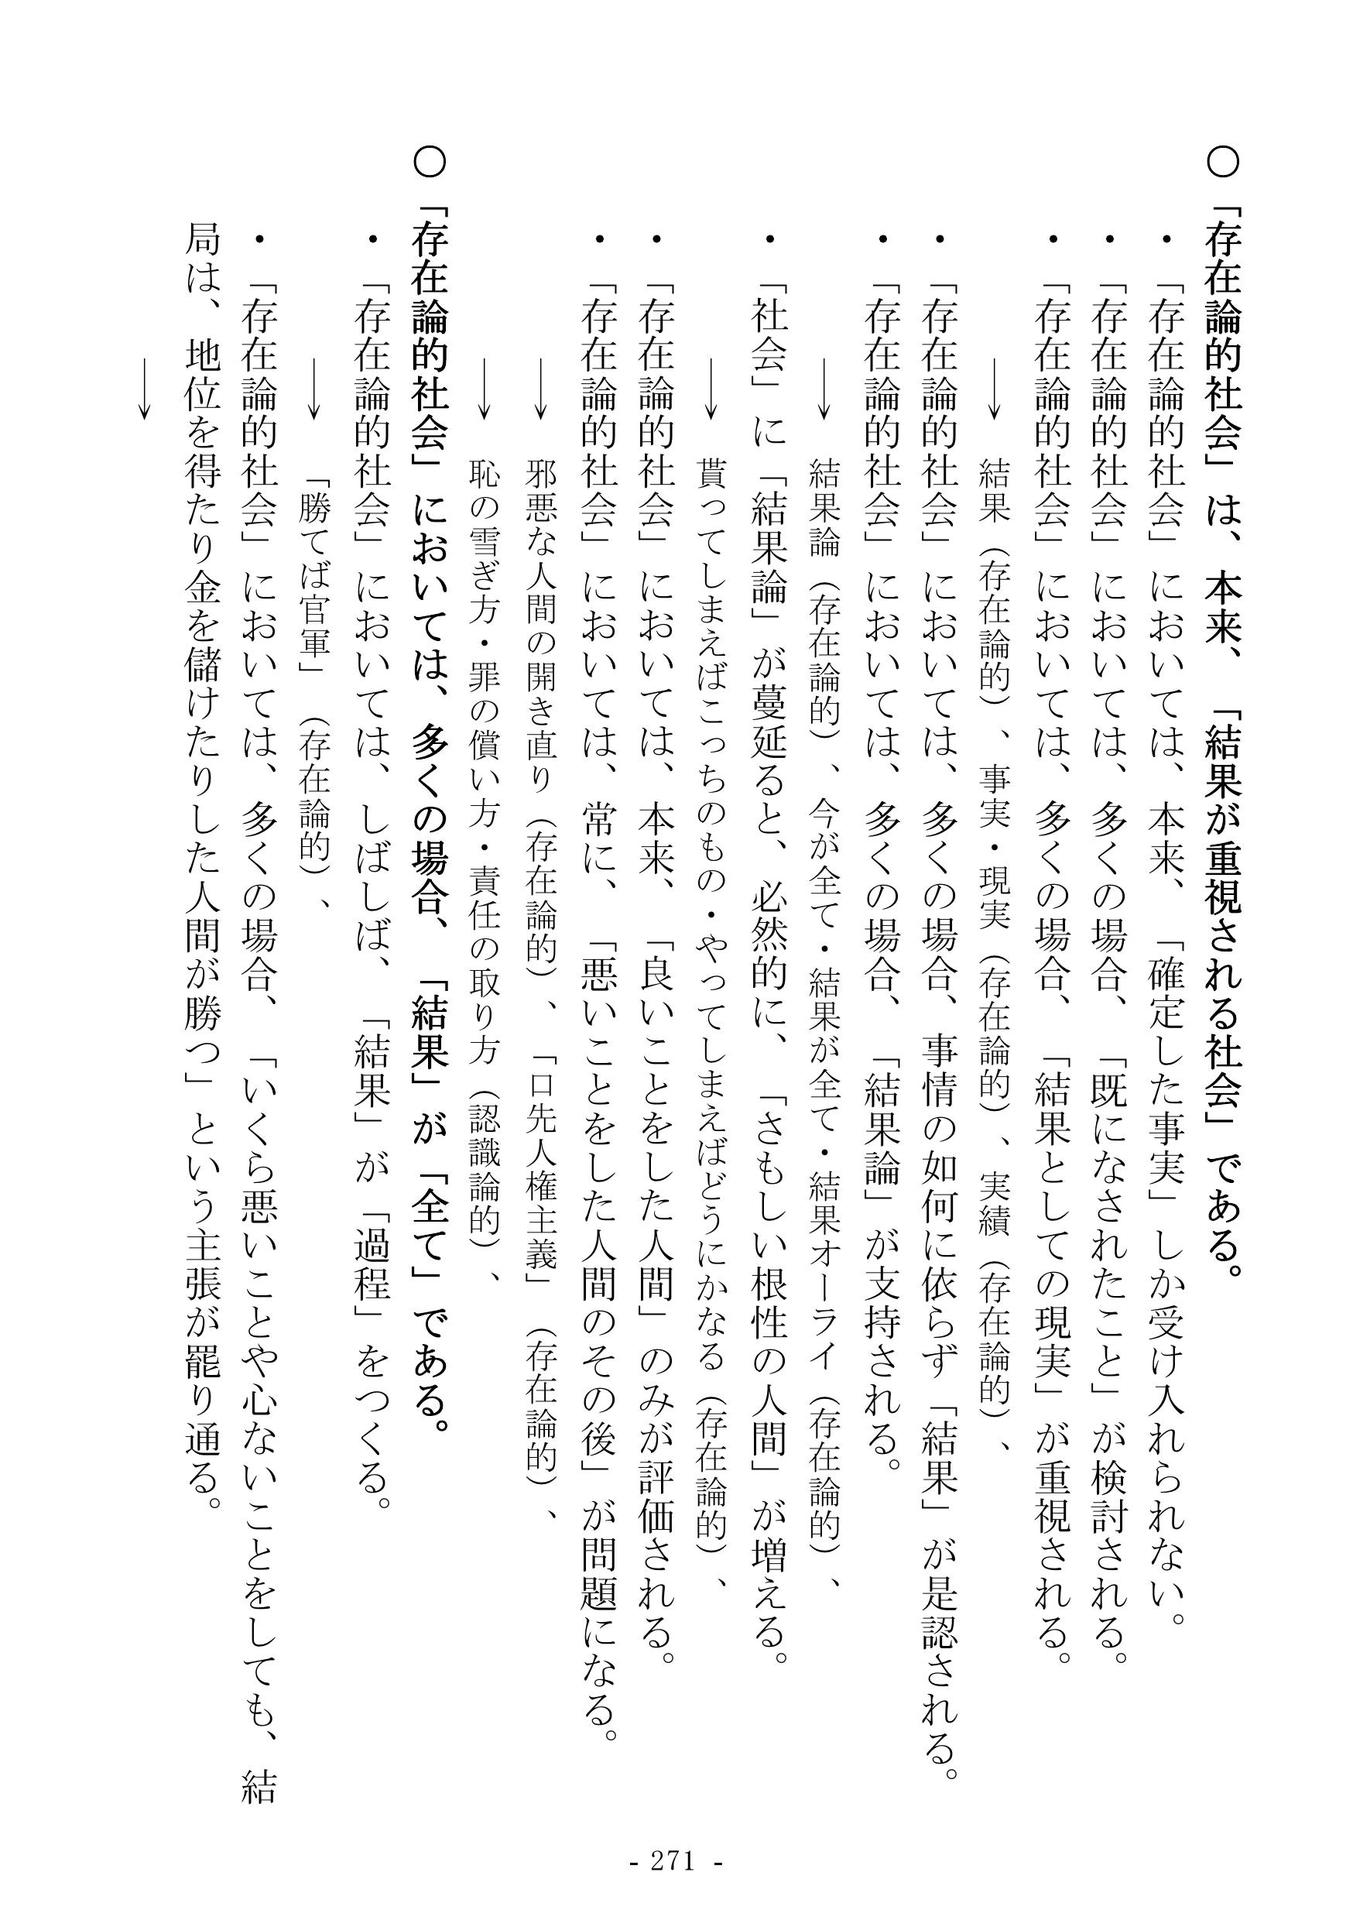 ○「存在論的社会」は、本来、「結果が重視される社会」である。
・「存在論的社会」においては、本来、「確定した事実」しか受け入れられない。
・「存在論的社会」においては、多くの場合、「既になされたこと」が検討される。
・「存在論的社会」においては、多くの場合、「結果としての現実」が重視される。
↓ 結果（存在論的）、事実・現実（存在論的）、実績（存在論的）、
・「存在論的社会」においては、多くの場合、事情の如何に依らず「結果」が是認される。
・「存在論的社会」においては、多くの場合、「結果論」が支持される。
↓ 結果論（存在論的）、今が全て・結果が全て・結果オーライ（存在論的）、
・「社会」に「結果論」が蔓延ると、必然的に、「さもしい根性の人間」が増える。
↓ 貰ってしまえばこっちのもの・やってしまえばどうにかなる（存在論的）、
・「存在論的社会」においては、本来、「良いことをした人間」のみが評価される。
・「存在論的社会」においては、常に、「悪いことをした人間のその後」が問題になる。
↓ 邪悪な人間の開き直り（存在論的）、「口先人権主義」（存在論的）、
↓ 恥の雪ぎ方・罪の償い方・責任の取り方（認識論的）、
○「存在論的社会」においては、多くの場合、「結果」が「全て」である。
・「存在論的社会」においては、しばしば、「結果」が「過程」をつくる。
↓ 「勝てば官軍」（存在論的）、
・「存在論的社会」においては、多くの場合、「いくら悪いことや心ないことをしても、結
局は、地位を得たり金を儲けたりした人間が勝つ」という主張が罷り通る。
↓
- 271 -